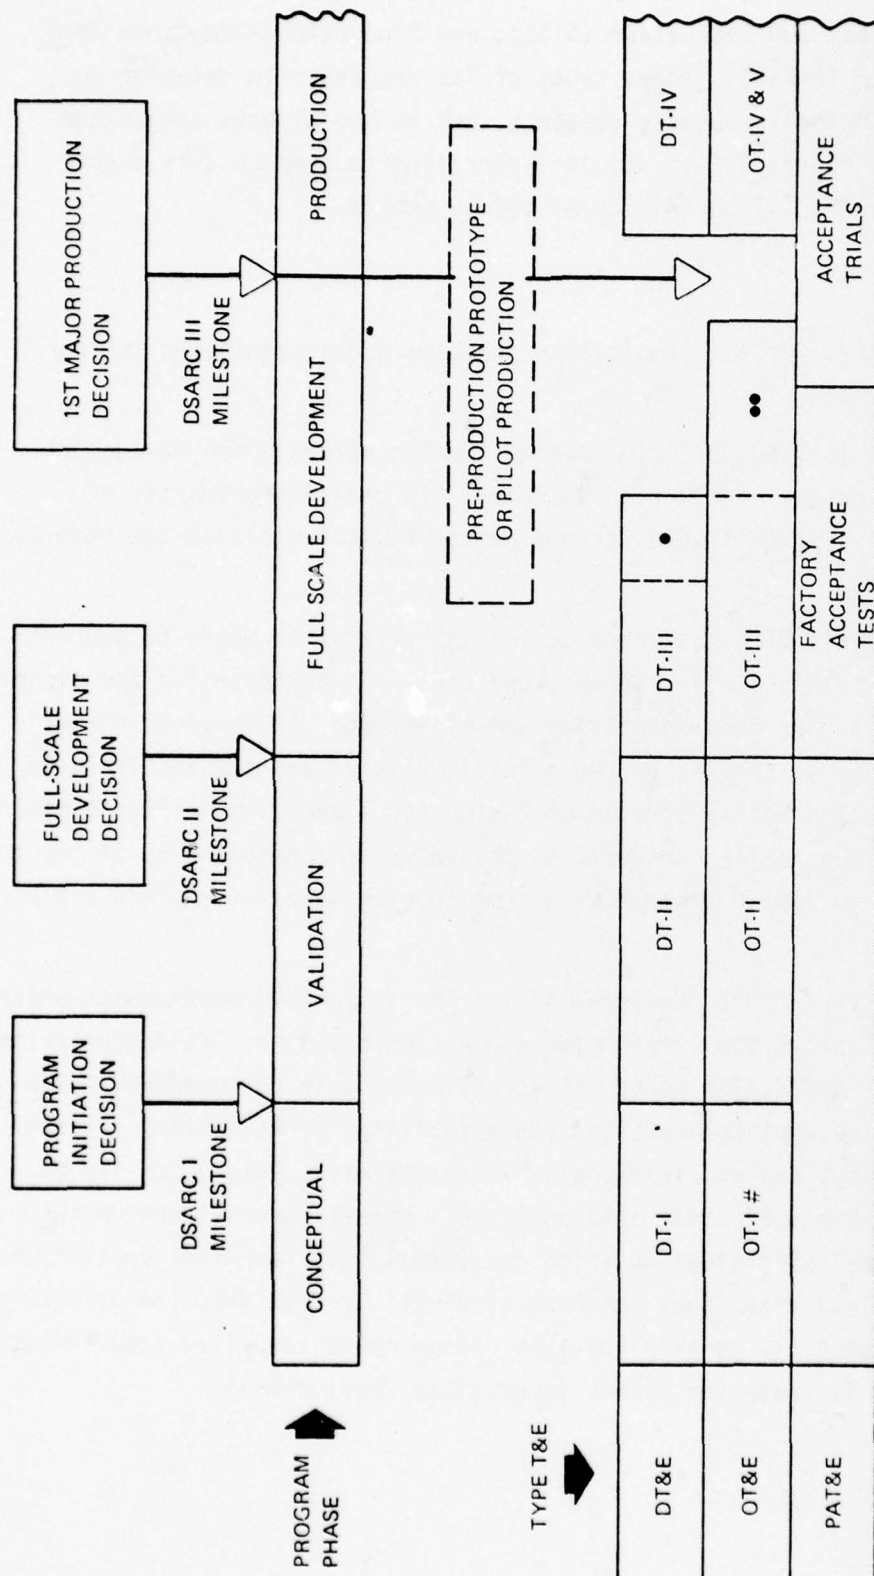 PROGRAM
INITIATION
DECISION
FULL-SCALE
DEVELOPMENT
DECISION
1ST MAJOR PRODUCTION
DECISION
DSARC I
MILESTONE
DSARC II
MILESTONE
DSARC III
MILESTONE
PROGRAM
PHASE
CONCEPTUAL
VALIDATION
FULL SCALE DEVELOPMENT
PRODUCTION
PRE-PRODUCTION PROTOTYPE
OR PILOT PRODUCTION
TYPE T&E
DT&E
DT-I
DT-II
DT-III
DT-IV
OT&E
OT-I #
OT-II
OT-III
OT-IV & V
PAT&E
FACTORY
ACCEPTANCE
TESTS
ACCEPTANCE
TRIALS